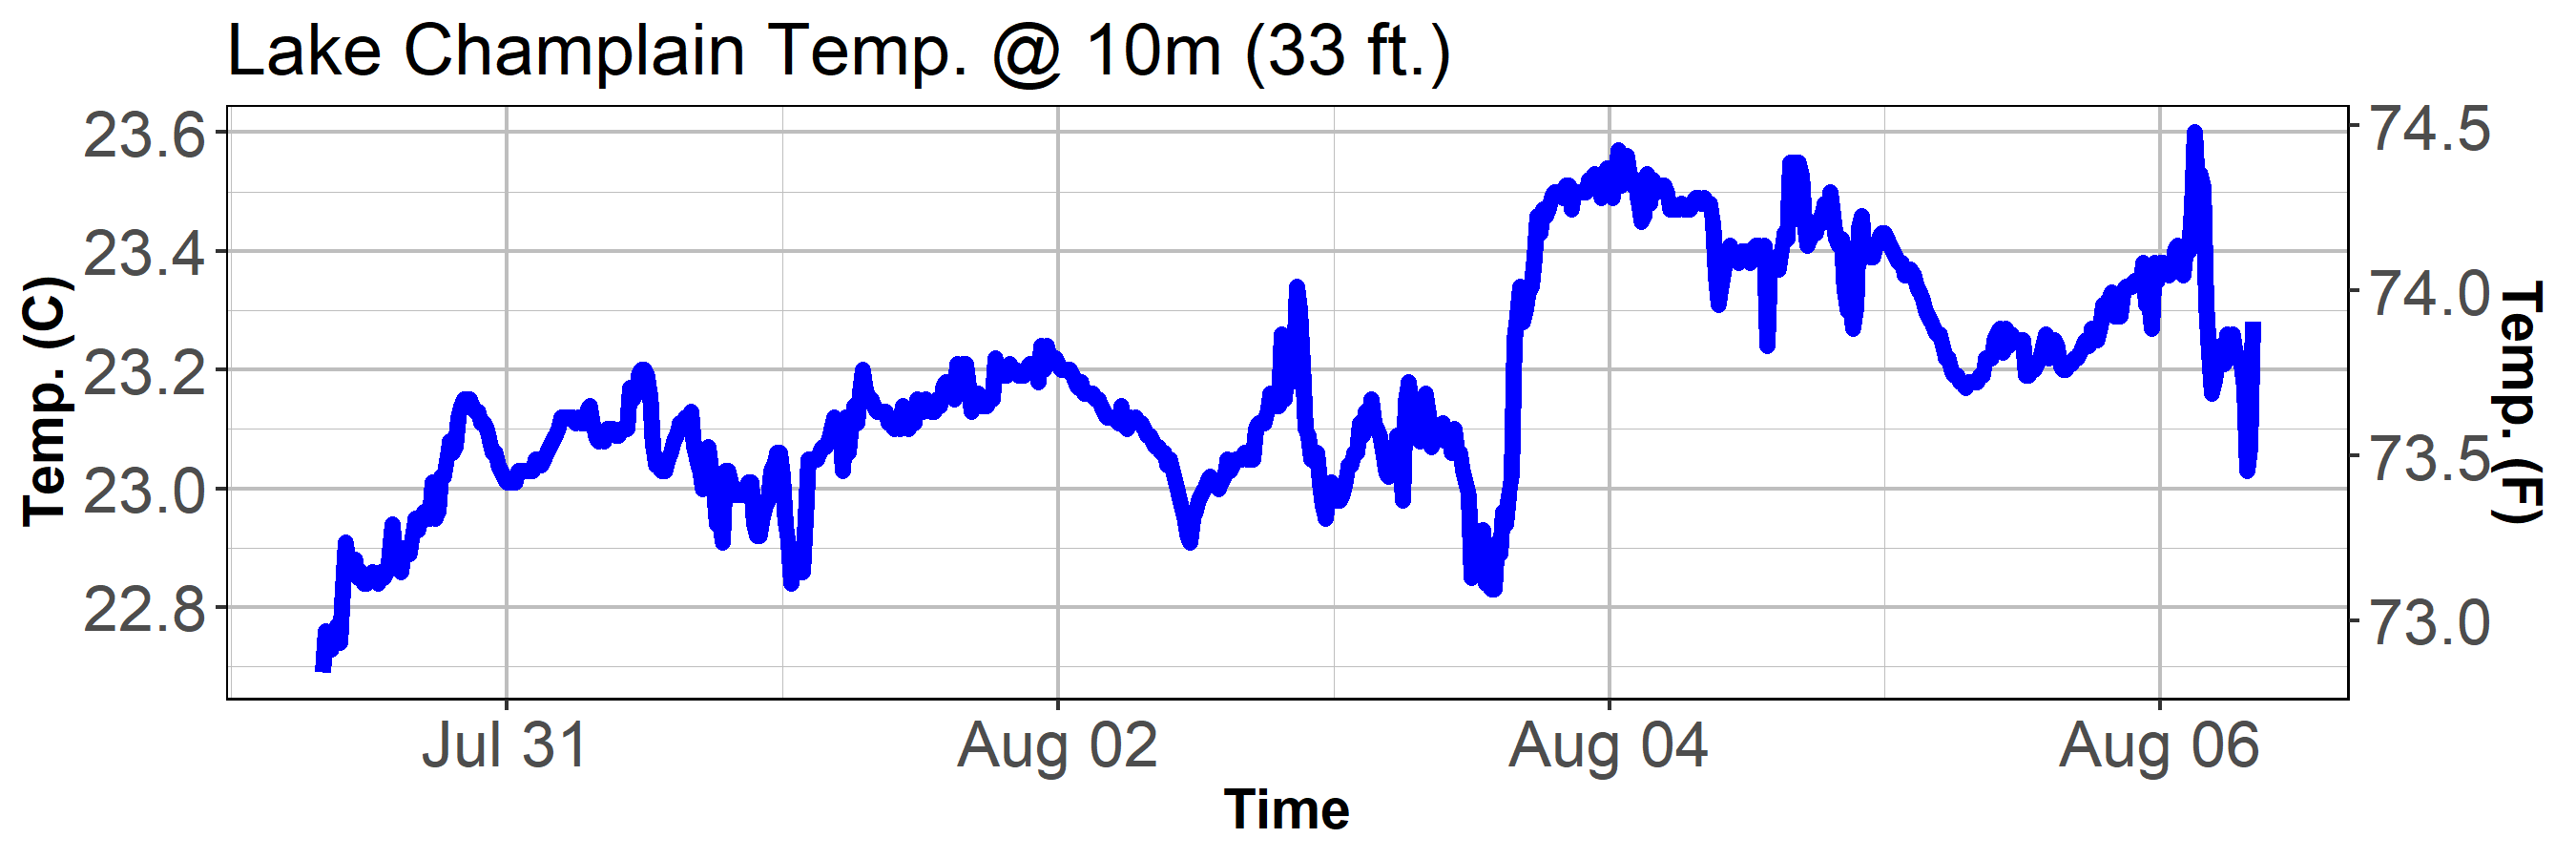 Lake Champlain Temp. @ 10m (33 ft.)
Temp. (C)
23.6
23.4
23.2
23.0
22.8
74.5
74.0
73.5
73.0
Temp. (F)
Jul 31 Aug 02 Aug 04 Aug 06
Time